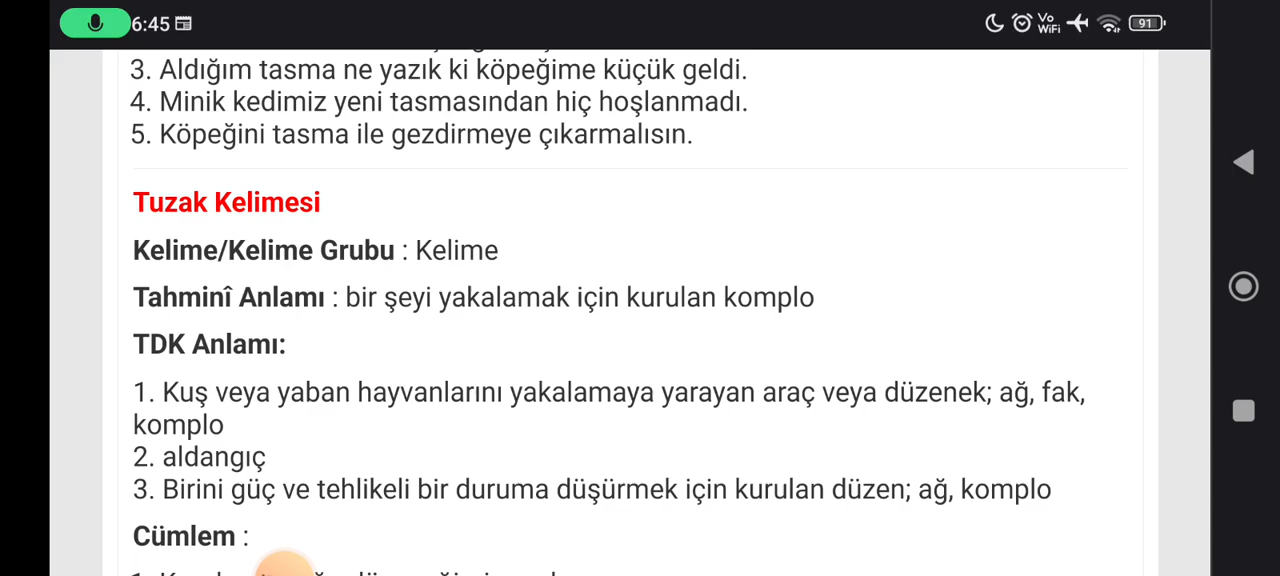 6:45
Vo
WiFi
91
3. Aldığım tasma ne yazık ki köpeğime küçük geldi.
4. Minik kedimiz yeni tasmasından hiç hoşlanmadı.
5. Köpeğini tasma ile gezdirmeye çıkarmalısın.
Tuzak Kelimesi
Kelime/Kelime Grubu : Kelime
Tahminî Anlamı : bir şeyi yakalamak için kurulan komplo
TDK Anlamı:
1. Kuş veya yaban hayvanlarını yakalamaya yarayan araç veya düzenek; ağ, fak,
komplo
2. aldangıç
3. Birini güç ve tehlikeli bir duruma düşürmek için kurulan düzen; ağ, komplo
Cümlem :